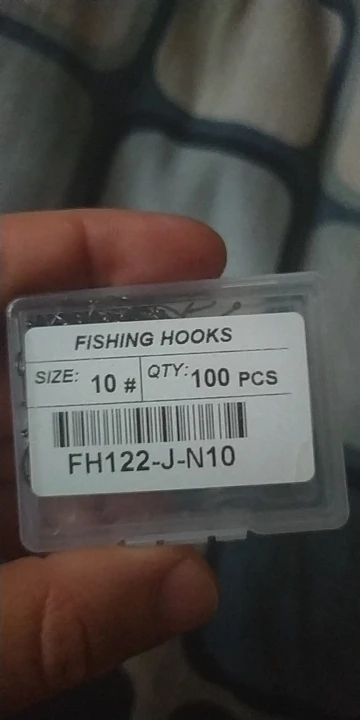 FISHING HOOKS
SIZE: 10 # QTY: 100 PCS
FH122-J-N10